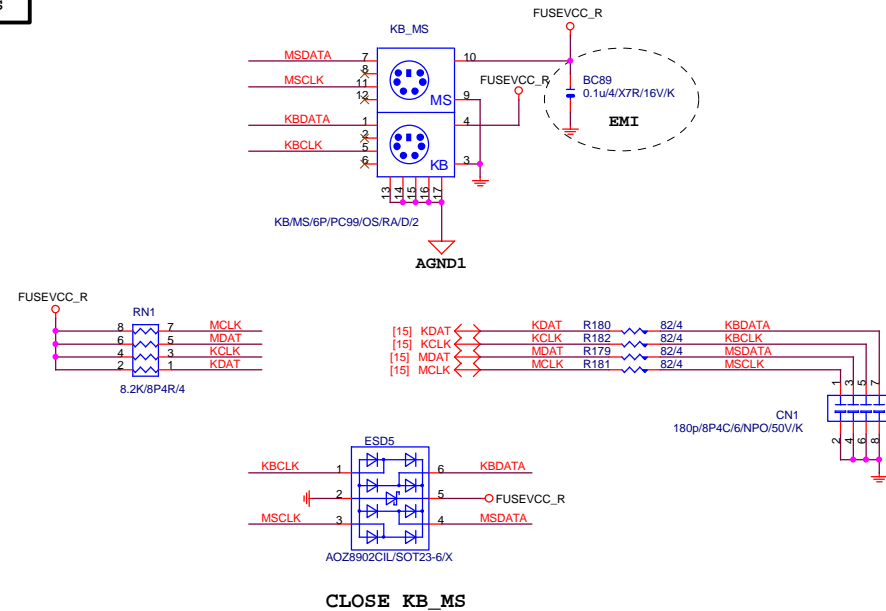 S
FUSEVCC_R
KB_MS
MSDATA 7 10
8
MSCLK 11
12 MS 9
FUSEVCC_R
BC89
0.1u/4/X7R/16V/K
EMI
KBDATA 1 4
2
KBCLK 5
6 KB 3
13 14 15 16 17
KB/MS/6P/PC99/OS/RA/D/2
AGND1
FUSEVCC_R
RN1
8 7 MCLK
6 5 MDAT
4 3 KCLK
2 1 KDAT
8.2K/8P4R/4
[15] KDAT KDAT R180 82/4 KBDATA
[15] KCLK KCLK R182 82/4 KBCLK
[15] MDAT MDAT R179 82/4 MSDATA
[15] MCLK MCLK R181 82/4 MSCLK
1 3 5 7
CN1
180p/8P4C/6/NPO/50V/K
2 4 6 8
ESD5
KBCLK 1 6 KBDATA
2 5 FUSEVCC_R
MSCLK 3 4 MSDATA
AOZ8902CIL/SOT23-6/X
CLOSE KB_MS